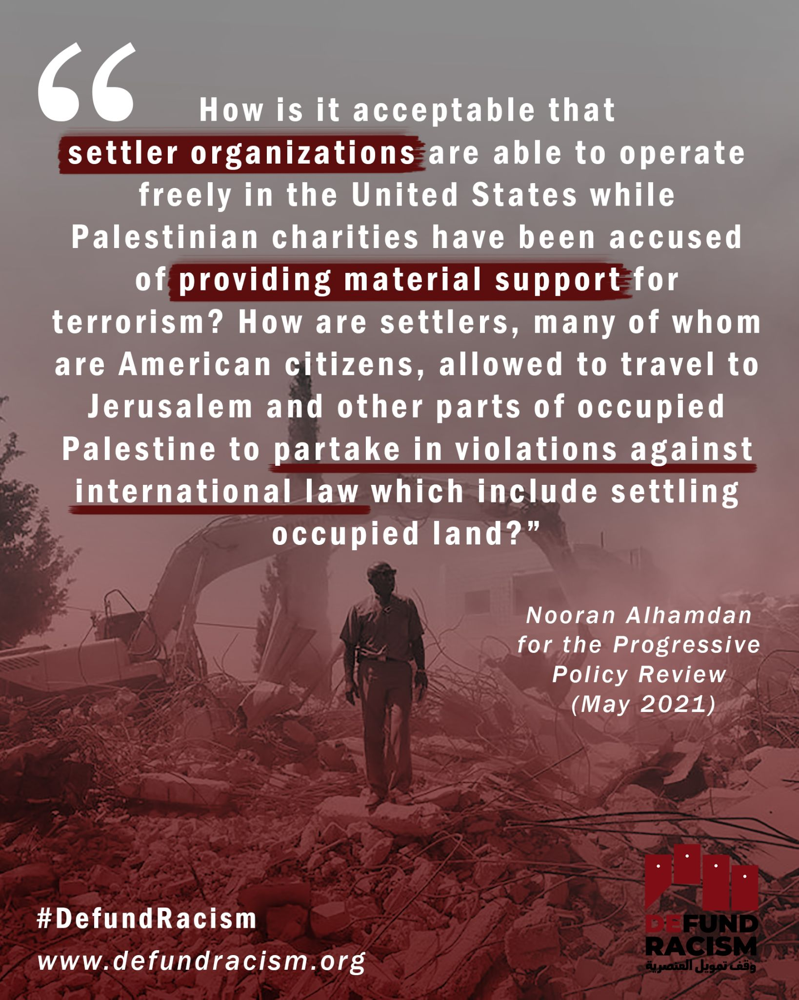 “
How is it acceptable that
settler organizations are able to operate
freely in the United States while
Palestinian charities have been accused
of providing material support for
terrorism? How are settlers, many of whom
are American citizens, allowed to travel to
Jerusalem and other parts of occupied
Palestine to partake in violations against
international law which include settling
occupied land?”
Nooran Alhamdan
for the Progressive
Policy Review
(May 2021)
#DefundRacism
www.defundracism.org
DEFUND
RACISM
وقف تمويل العنصرية